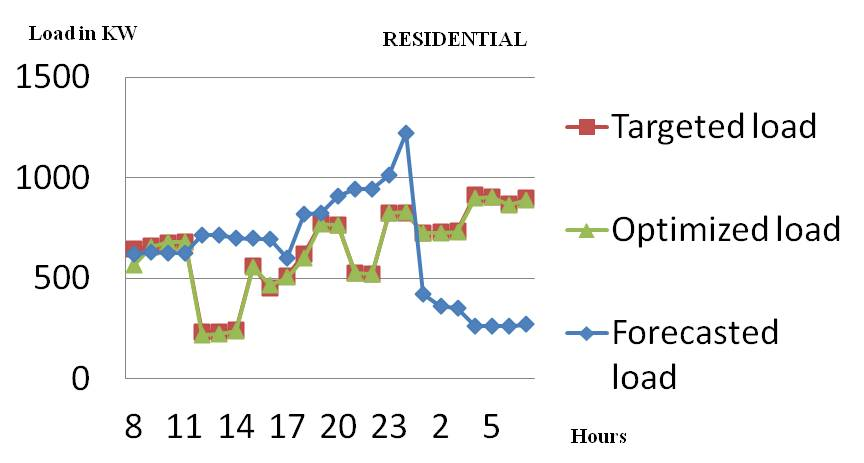 Load in KW
RESIDENTIAL
1500
1000
500
0
8 11 14 17 20 23 2 5
Hours
Targeted load
Optimized load
Forecasted
load